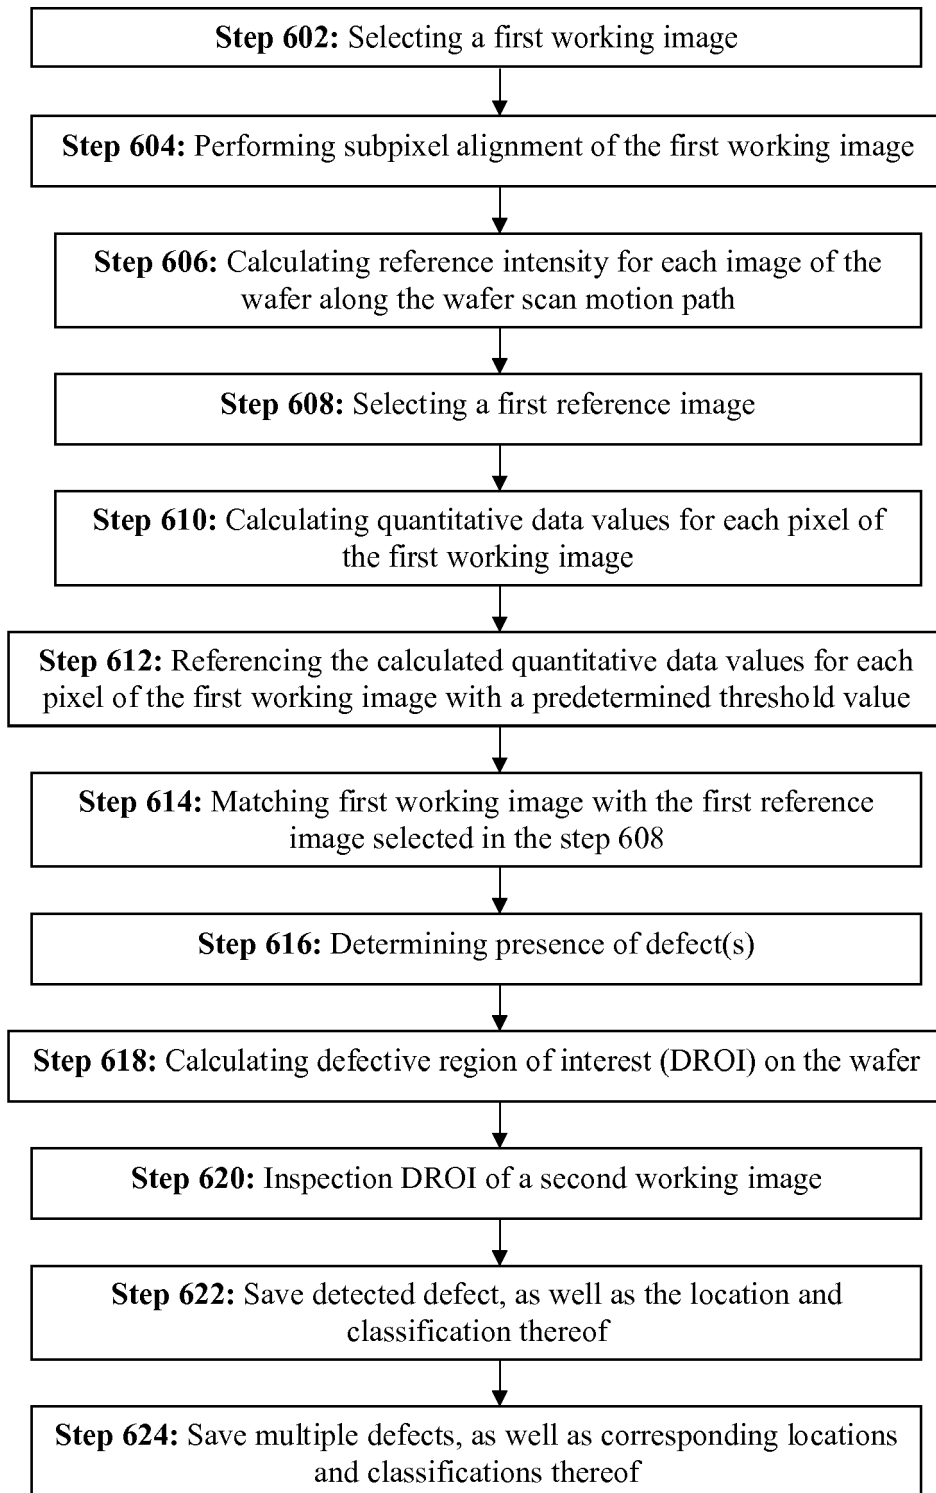 Step 602: Selecting a first working image
Step 604: Performing subpixel alignment of the first working image
Step 606: Calculating reference intensity for each image of the
wafer along the wafer scan motion path
Step 608: Selecting a first reference image
Step 610: Calculating quantitative data values for each pixel of
the first working image
Step 612: Referencing the calculated quantitative data values for each
pixel of the first working image with a predetermined threshold value
Step 614: Matching first working image with the first reference
image selected in the step 608
Step 616: Determining presence of defect(s)
Step 618: Calculating defective region of interest (DROI) on the wafer
Step 620: Inspection DROI of a second working image
Step 622: Save detected defect, as well as the location and
classification thereof
Step 624: Save multiple defects, as well as corresponding locations
and classifications thereof